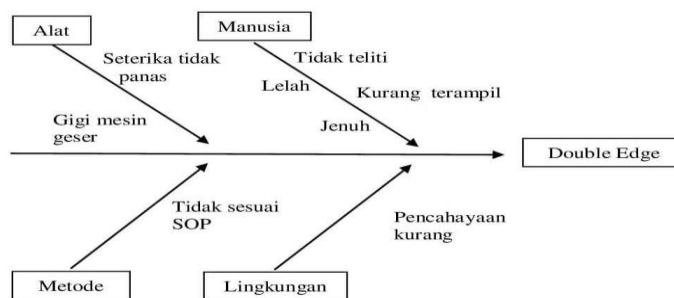 Alat
Manusia
Seterika tidak
panas
Tidak teliti
Lelah
Kurang terampil
Gigi mesin
geser
Jenuh
Double Edge
Tidak sesuai
SOP
Pencahayaan
kurang
Metode
Lingkungan